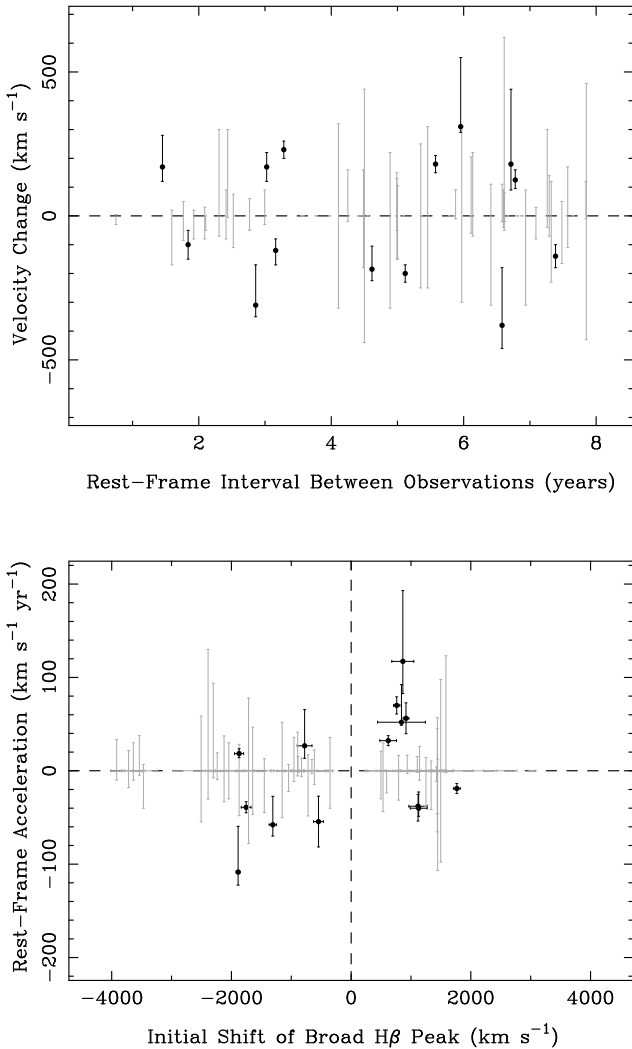 500
0
−500
Velocity Change (km s⁻¹)
2 4 6 8
Rest−Frame Interval Between Observations (years)
200
100
0
−100
−200
Rest−Frame Acceleration (km s⁻¹ yr⁻¹)
−4000 −2000 0 2000 4000
Initial Shift of Broad Hβ Peak (km s⁻¹)